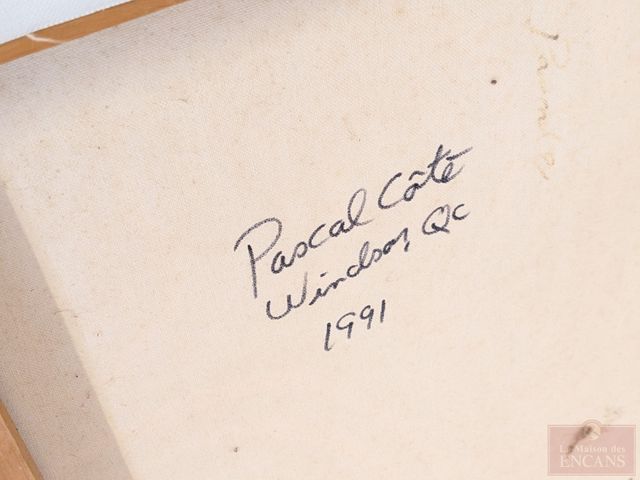 Pascal Côté
Windsor, Qc
1991
La Maison des
ENCANS